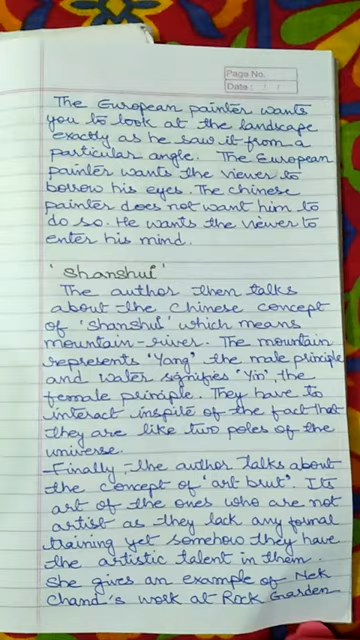 Page No.
Date : / /
The European painter wants
you to look at the landscape
exactly as he saw it from a
particular angle. The European
painter wants the viewer to
borrow his eyes. The chinese
painter does not want him to
do so. He wants the viewer to
enter his mind.
'Shanshui'
The author then talks
about the Chinese concept
of 'Shanshui' which means
mountain-river. The mountain
represents 'Yang' the male principle
and water signifies 'Yin', the
female principle. They have to
interact inspite of the fact that
they are like two poles of the
universe.
Finally the author talks about
the concept of 'art brut'. Its
art of the ones who are not
artist as they lack any formal
training yet somehow they have
the artistic talent in them.
She gives an example of Nek
Chand's work at Rock Garden